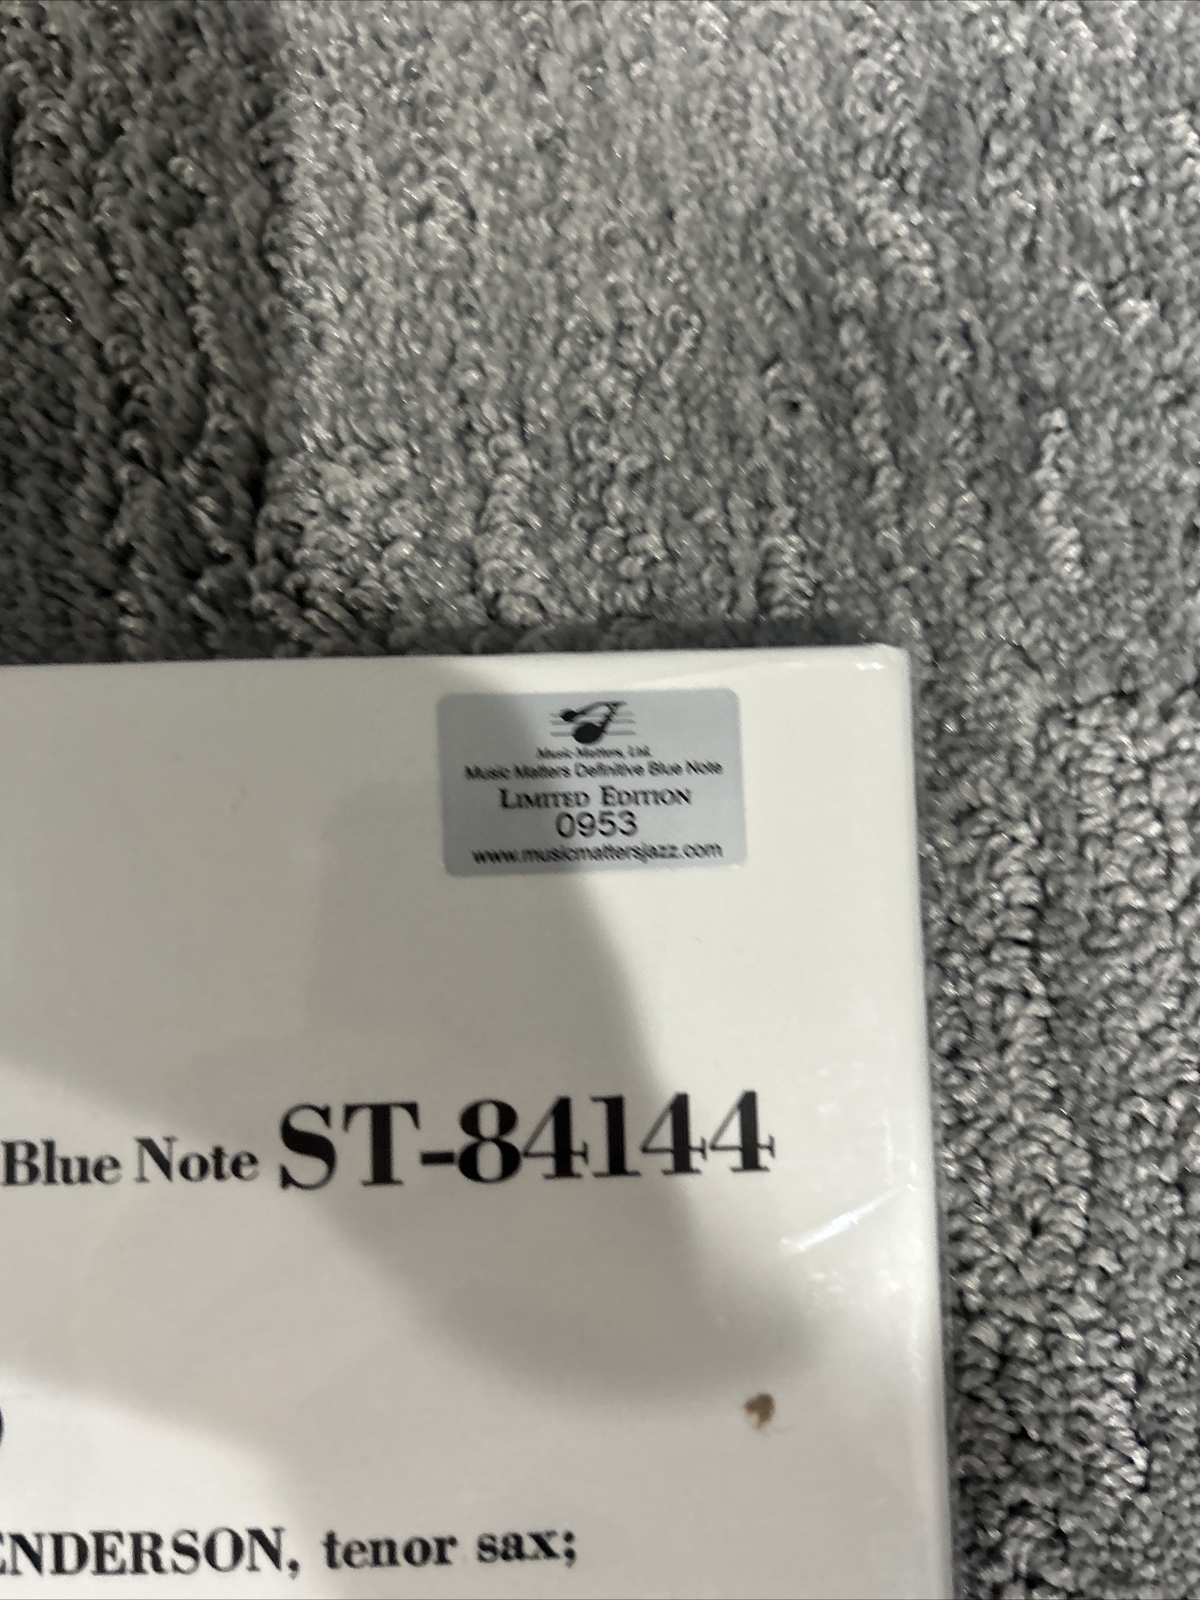 Music Matters, Ltd.
Music Matters Definitive Blue Note
LIMITED EDITION
0953
www.musicmattersjazz.com
Blue Note ST-84144
)
ENDERSON, tenor sax;